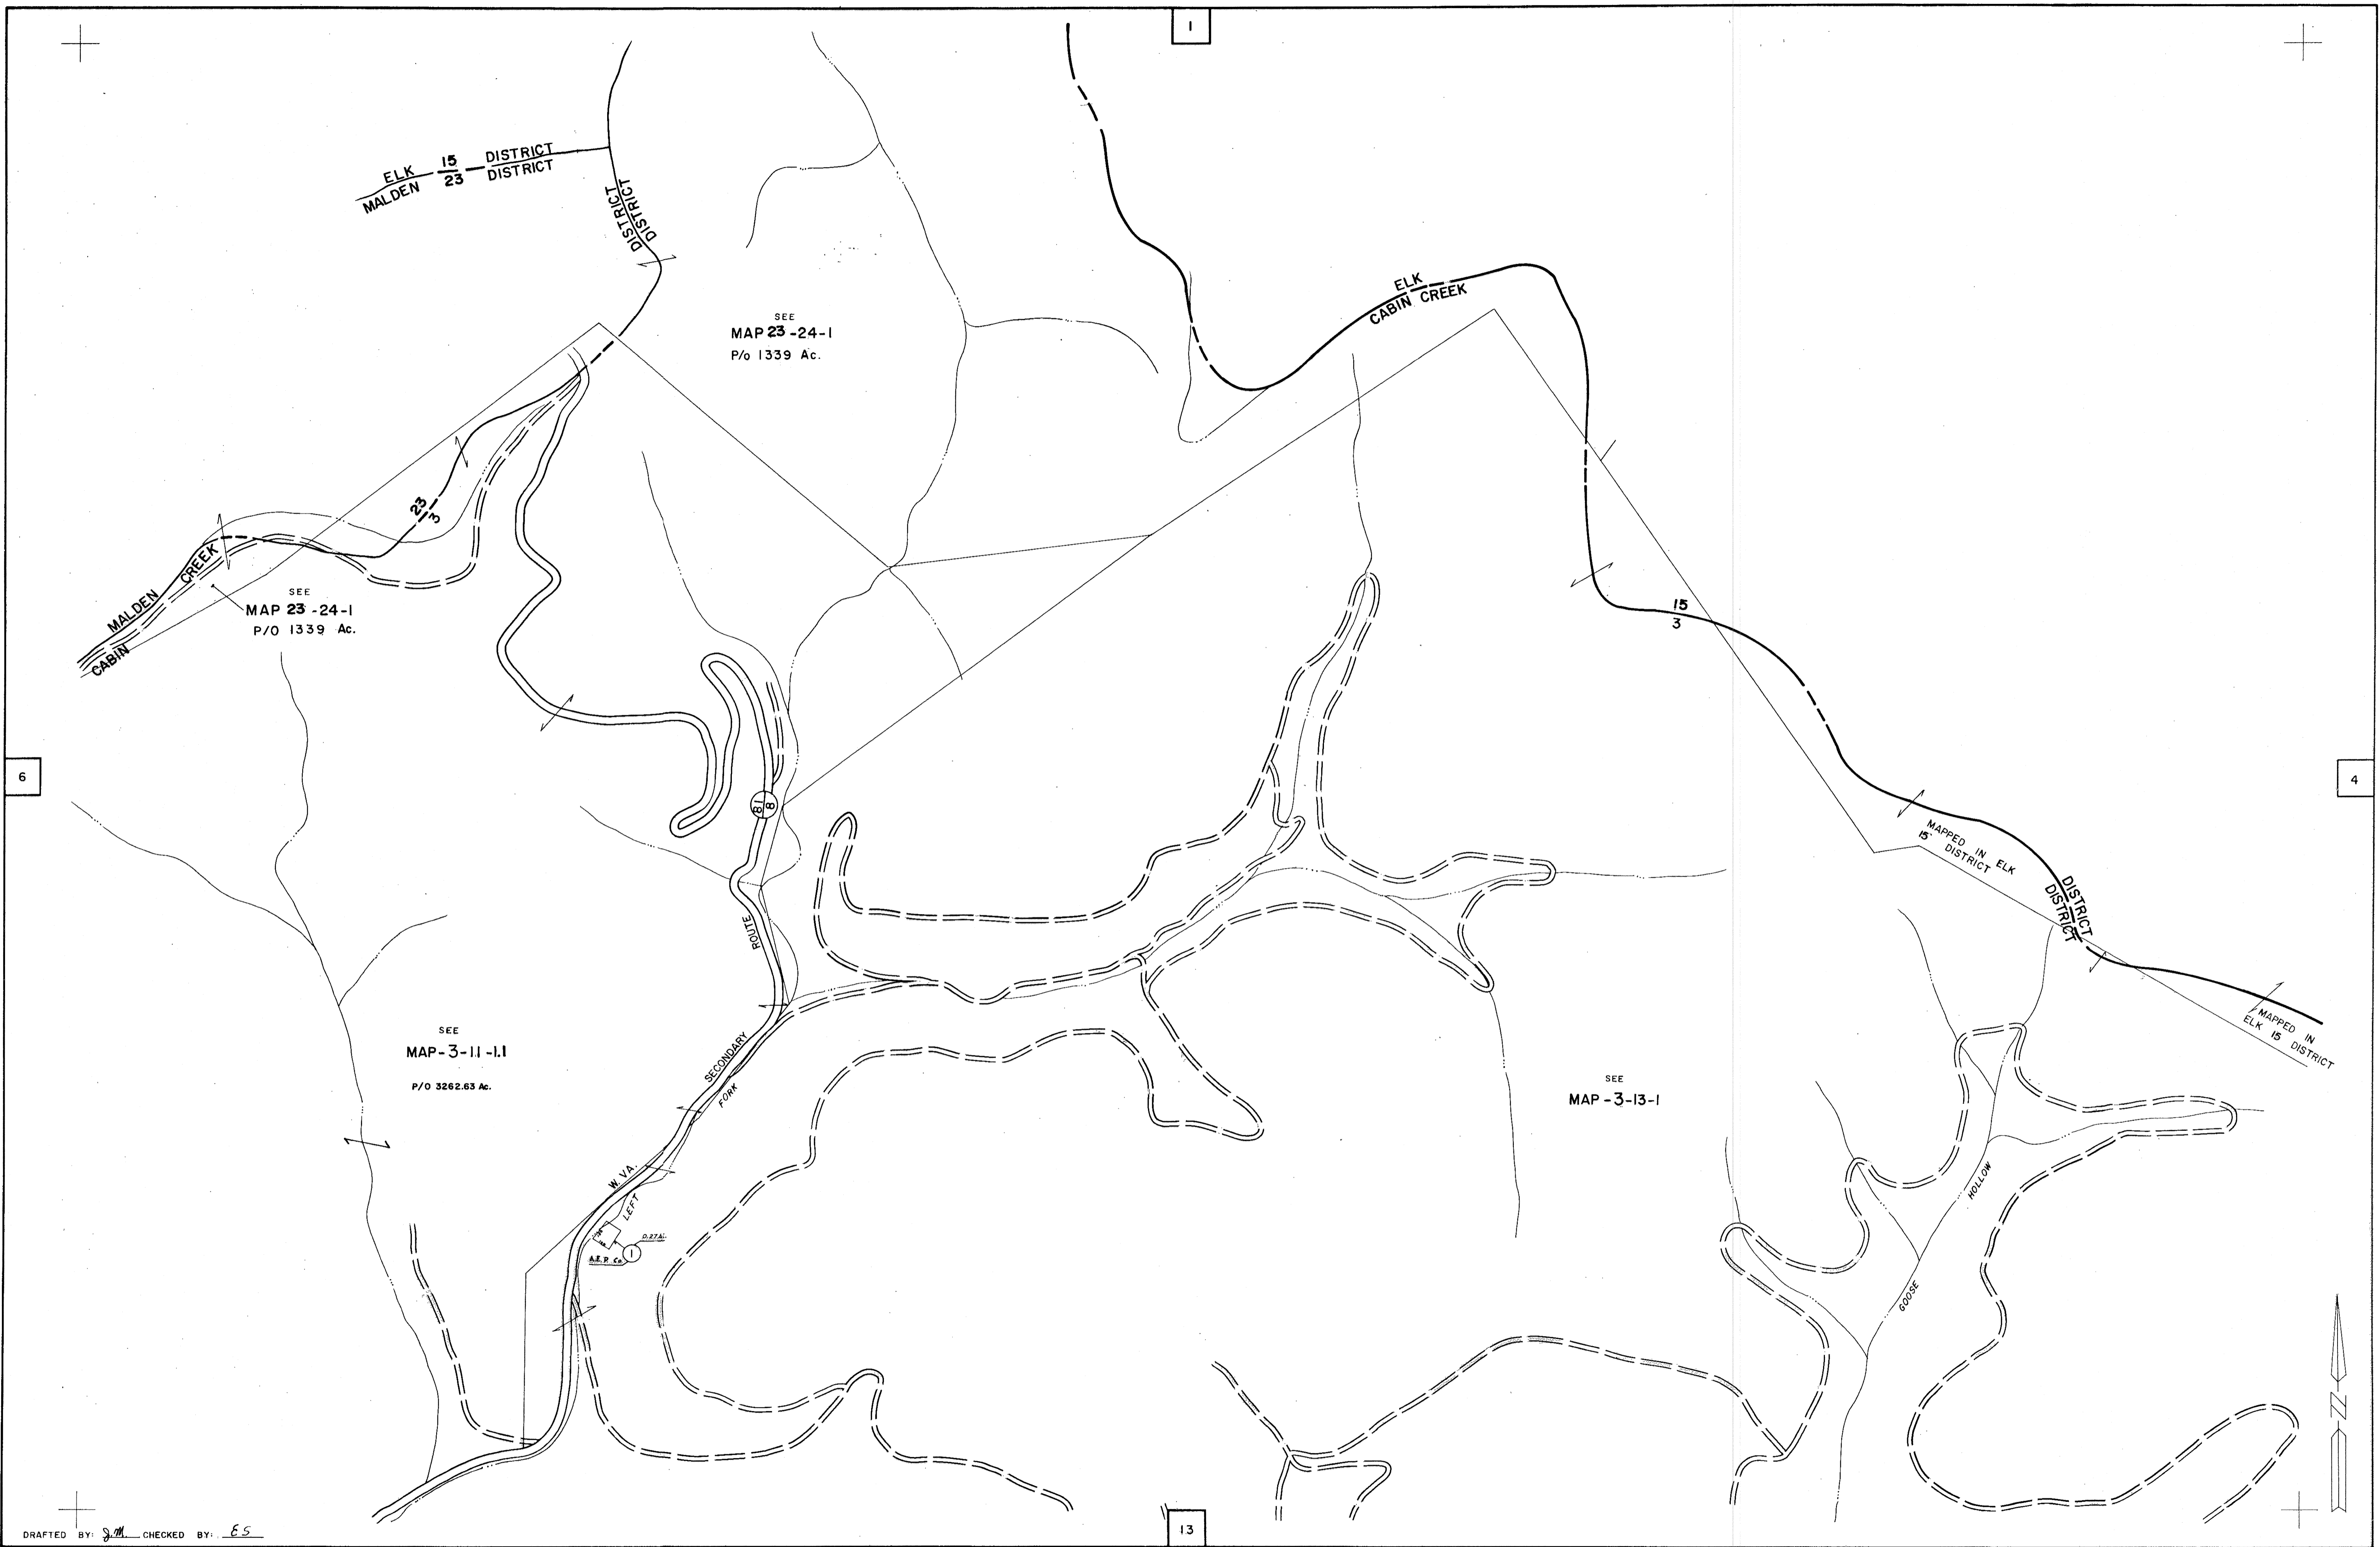 1
ELK 15 DISTRICT
MALDEN 23 DISTRICT
DISTRICT
DISTRICT
SEE
MAP 23-24-1
P/o 1339 Ac.
ELK
CABIN CREEK
23
3
MALDEN
CABIN CREEK
SEE
MAP 23-24-1
P/O 1339 Ac.
15
3
6
4
81
8
MAPPED IN ELK
15 DISTRICT
DISTRICT
DISTRICT
MAPPED IN
ELK 15 DISTRICT
W. VA. SECONDARY ROUTE
LEFT FORK
SEE
MAP-3-11-1.1
P/O 3262.63 Ac.
SEE
MAP-3-13-1
GOOSE HOLLOW
0.27 A.
A.E.P. Co.
1
N
13
DRAFTED BY: J.M. CHECKED BY: ES